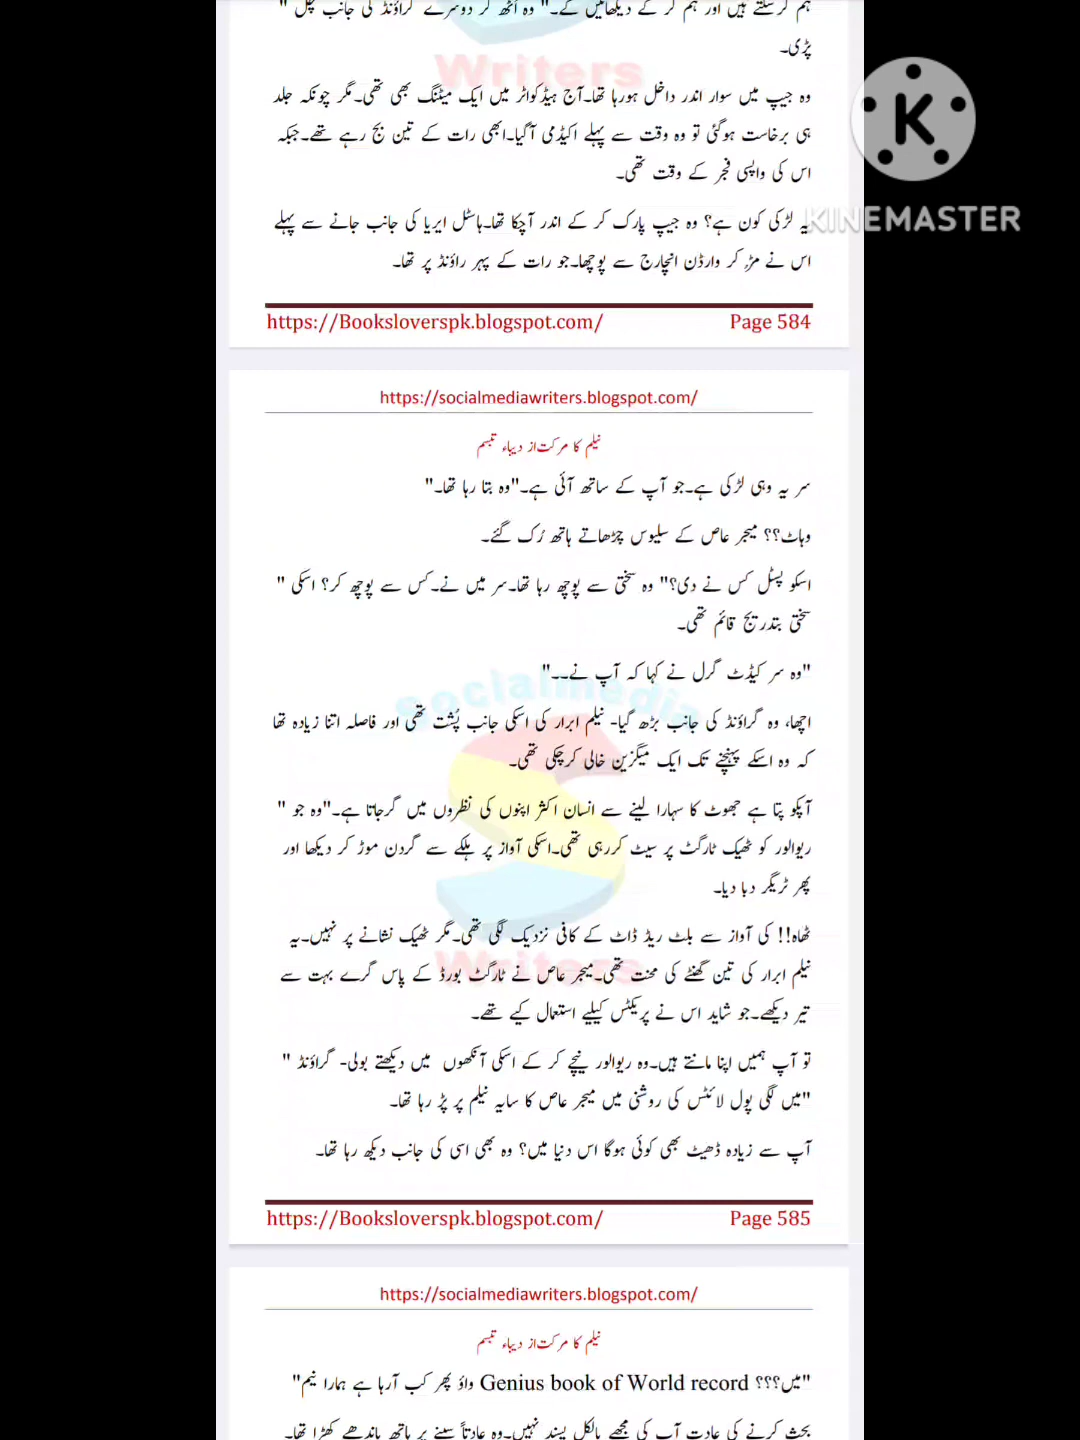 ہم کرسکتے ہیں اور ہم کر کے دیکھائیں گے۔" وہ اُٹھ کر دوسرے گراؤنڈ کی جانب چل "
پڑی۔
وہ جیپ میں سوار اندر داخل ہورہا تھا۔آج ہیڈکواٹر میں ایک میٹنگ بھی تھی۔مگر چونکہ جلد
ہی برخاست ہوگئی تو وہ وقت سے پہلے اکیڈمی آگیا۔ابھی رات کے تین بج رہے تھے۔جبکہ
اس کی واپسی فجر کے وقت تھی۔
یہ لڑکی کون ہے؟ وہ جیپ پارک کر کے اندر آچکا تھا۔ہاسٹل ایریا کی جانب جانے سے پہلے
اس نے مڑ کر وارڈن انچارج سے پوچھا۔جو رات کے پہر راؤنڈ پر تھا۔
https://Booksloverspk.blogspot.com/ Page 584
KINEMASTER
https://socialmediawriters.blogspot.com/
نیلم کا مرکت از دیباء تبسم
سر یہ وہی لڑکی ہے۔جو آپ کے ساتھ آئی ہے۔"وہ بتا رہا تھا۔"
وہاٹ؟؟ میجر عاص کے سلیوس چڑھاتے ہاتھ رُک گئے۔
اسکو پسٹل کس نے دی؟" وہ سختی سے پوچھ رہا تھا۔سر میں نے۔کس سے پوچھ کر؟ اسکی "
سختی بتدریج قائم تھی۔
"وہ سر کیڈٹ گرل نے کہا کہ آپ نے۔۔"
اچھا، وہ گراؤنڈ کی جانب بڑھ گیا- نیلم ابرار کی اسکی جانب پُشت تھی اور فاصلہ اتنا زیادہ تھا
کہ وہ اسکے پہنچنے تک ایک میگزین خالی کرچکی تھی۔
آپکو پتا ہے جھوٹ کا سہارا لینے سے انسان اکثر اپنوں کی نظروں میں گرجاتا ہے۔"وہ جو "
ریوالور کو ٹھیک ٹارگٹ پر سیٹ کررہی تھی۔اسکی آواز پر ہلکے سے گردن موڑ کر دیکھا اور
پھر ٹریگر دبا دیا۔
ٹھاہ!! کی آواز سے بلٹ ریڈ ڈاٹ کے کافی نزدیک لگی تھی۔مگر ٹھیک نشانے پر نہیں۔یہ
نیلم ابرار کی تین گھنٹے کی محنت تھی۔میجر عاص نے ٹارگٹ بورڈ کے پاس گرے بہت سے
تیر دیکھے۔جو شاید اس نے پریکٹس کیلیے استعمال کیے تھے۔
تو آپ ہمیں اپنا مانتے ہیں۔وہ ریوالور نیچے کر کے اسکی آنکھوں میں دیکھتے بولی- گراؤنڈ "
"میں لگی پول لائٹس کی روشنی میں میجر عاص کا سایہ نیلم پر پڑ رہا تھا۔
آپ سے زیادہ ڈھیٹ بھی کوئی ہوگا اس دنیا میں؟ وہ بھی اسی کی جانب دیکھ رہا تھا۔
https://Booksloverspk.blogspot.com/ Page 585
https://socialmediawriters.blogspot.com/
نیلم کا مرکت از دیباء تبسم
"میں؟؟؟ Genius book of World record واؤ پھر کب آرہا ہے ہمارا نیم"
بحث کرنے کی عادت آپ کی مجھے بالکل پسند نہیں۔وہ عادتاً سینے پر ہاتھ باندھے کھڑا تھا۔
Socialmedia
Writers